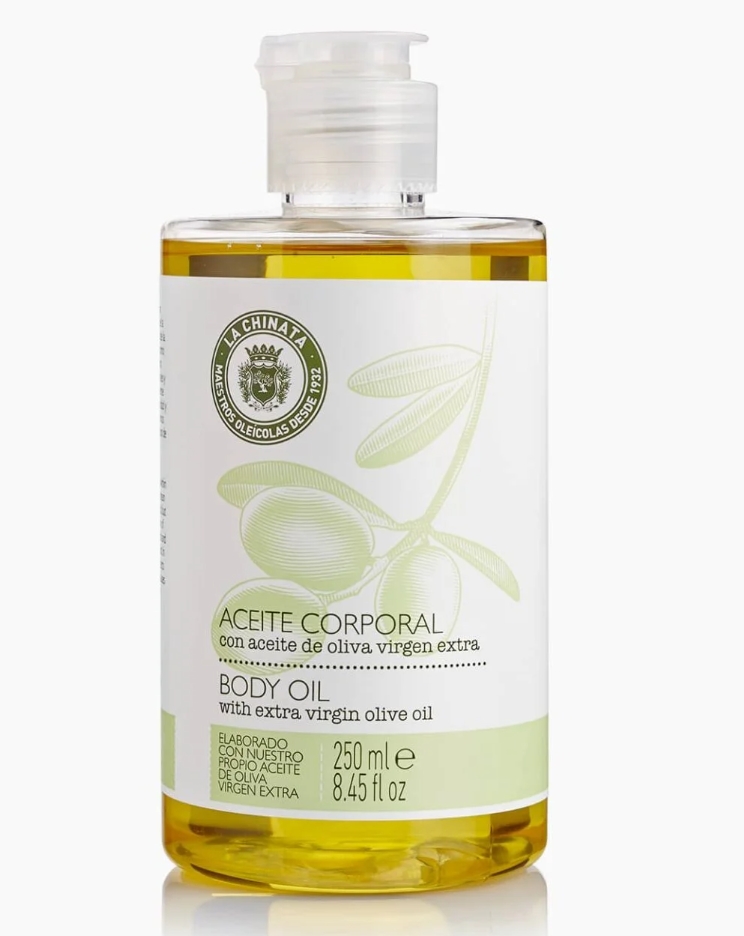 LA CHINATA
MAESTROS OLEÍCOLAS DESDE 1932
ACEITE CORPORAL
con aceite de oliva virgen extra
BODY OIL
with extra virgin olive oil
ELABORADO
CON NUESTRO
PROPIO ACEITE
DE OLIVA
VIRGEN EXTRA
250 ml e
8.45 fl oz